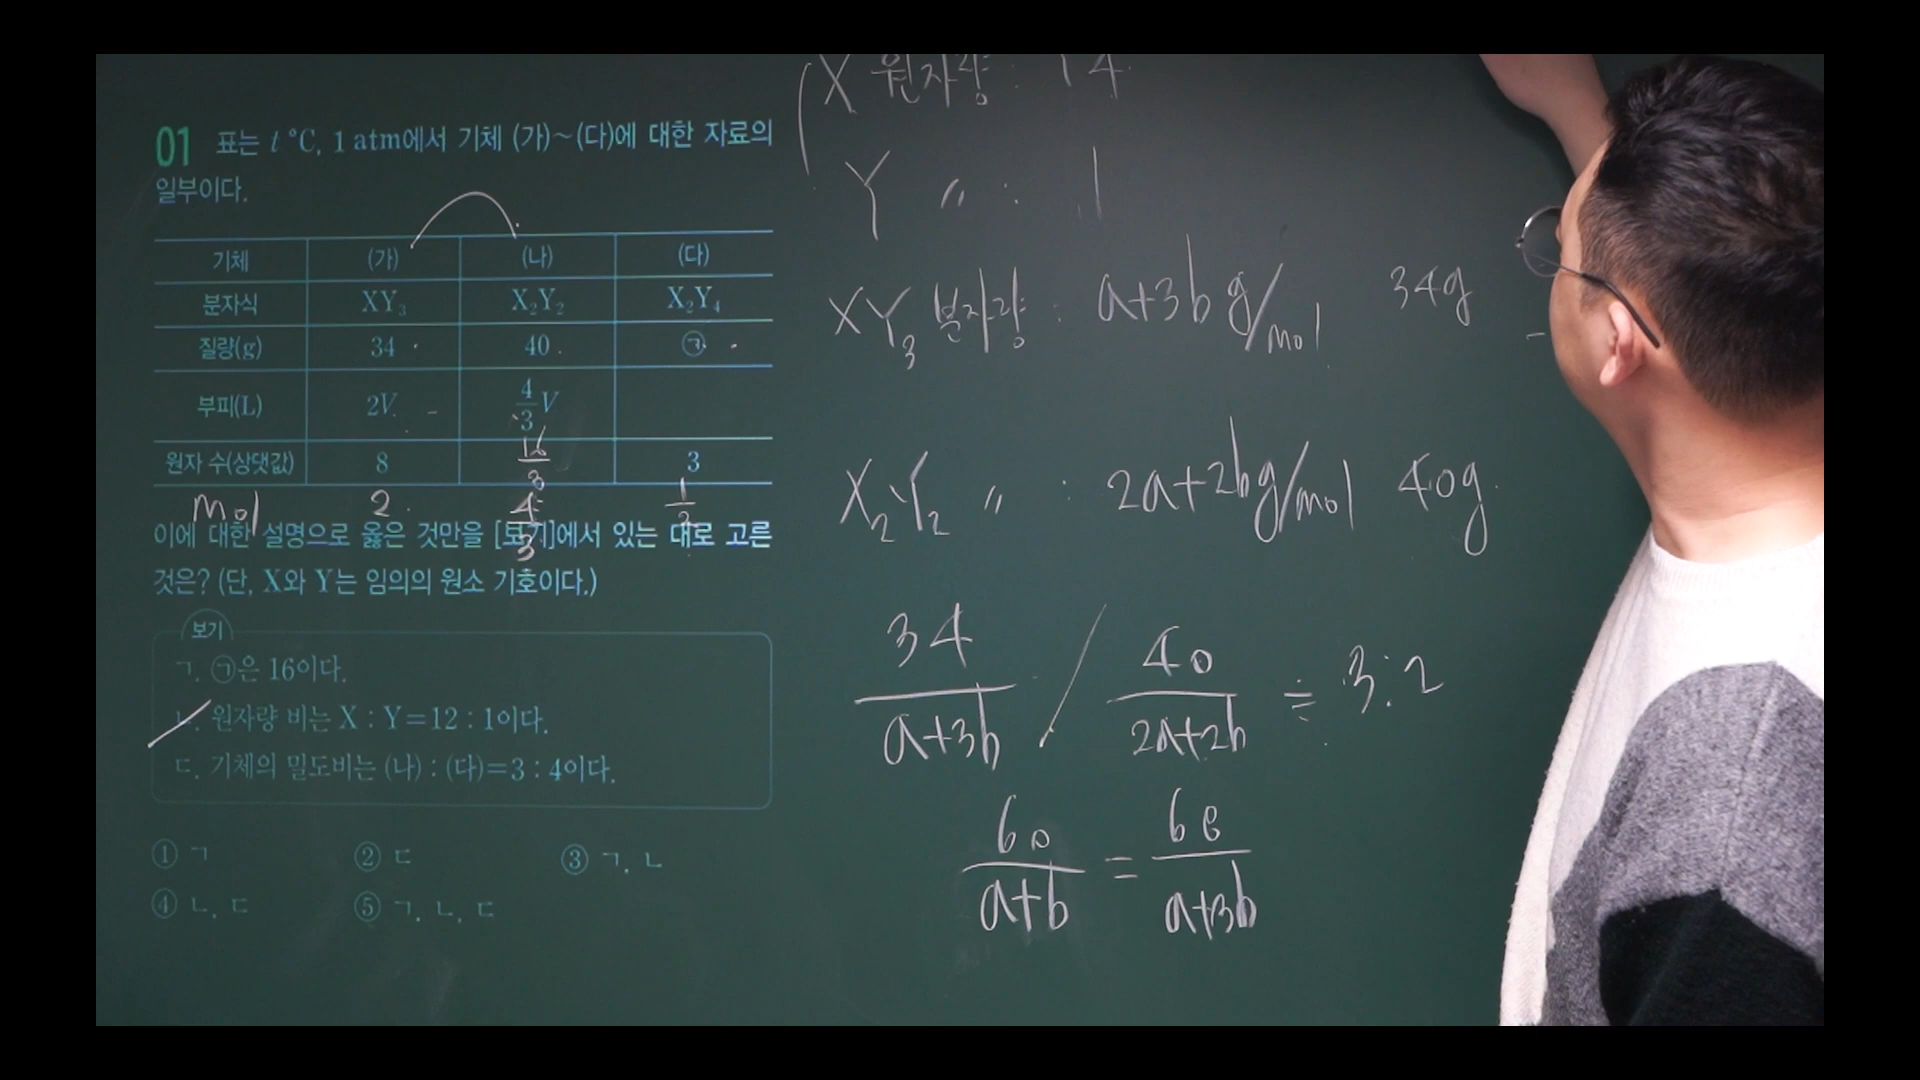 01 표는 t ℃, 1 atm에서 기체 (가)~(다)에 대한 자료의
일부이다.
기체 (가) (나) (다)
분자식 XY₃ X₂Y₂ X₂Y₄
질량(g) 34 40 ㉠
부피(L) 2V 4/3 V
원자 수(상댓값) 8 16/3 3
mol 2 4/3 1/2
이에 대한 설명으로 옳은 것만을 [보기]에서 있는 대로 고른
것은? (단, X와 Y는 임의의 원소 기호이다.)
보기
ㄱ. ㉠은 16이다.
ㄴ. 원자량 비는 X : Y=12 : 1이다.
ㄷ. 기체의 밀도비는 (나) : (다)=3 : 4이다.
① ㄱ ② ㄷ ③ ㄱ, ㄴ
④ ㄴ, ㄷ ⑤ ㄱ, ㄴ, ㄷ
X 원자량 : 14
Y 〃 : 1
XY₃ 분자량 : a+3b g/mol 34g
X₂Y₂ 〃 : 2a+2b g/mol 40g
34/a+3b / 40/2a+2b = 3:2
60/a+b = 68/a+3b